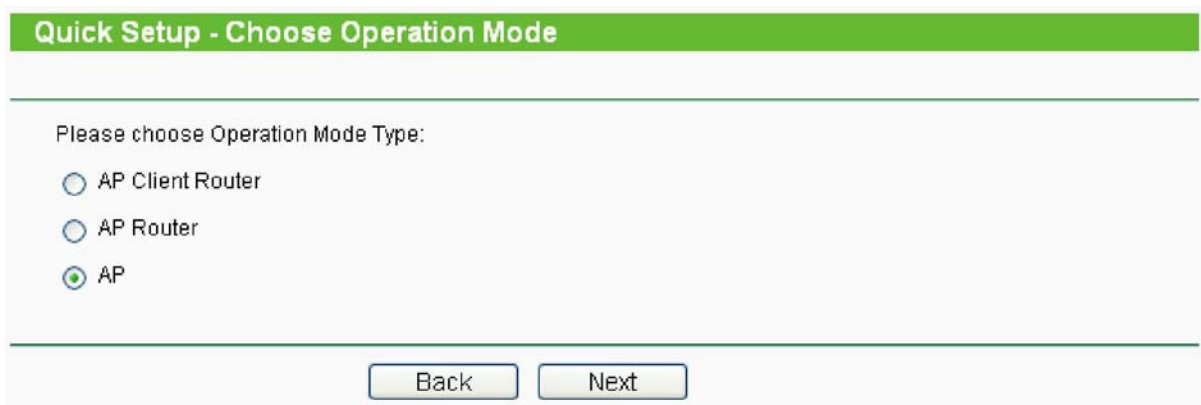 Quick Setup - Choose Operation Mode
Please choose Operation Mode Type:
AP Client Router
AP Router
AP
Back Next